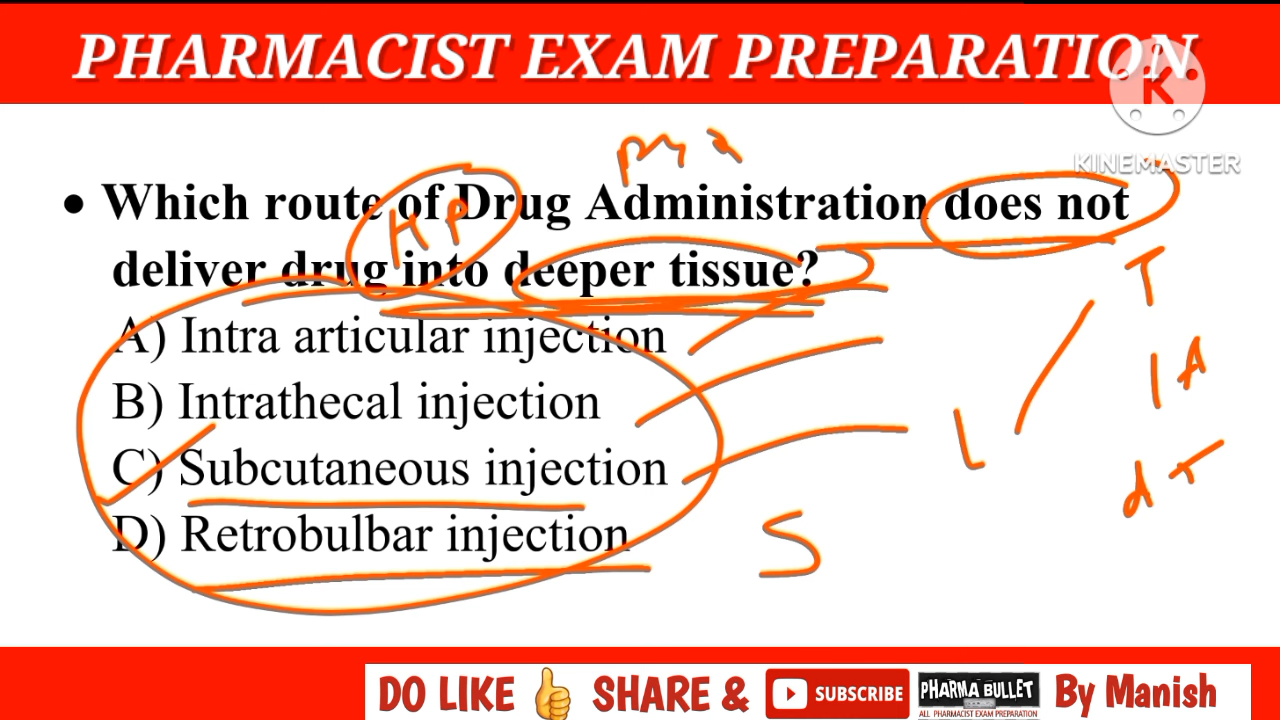 PHARMACIST EXAM PREPARATION
KINEMASTER
• Which route of Drug Administration does not
deliver drug into deeper tissue?
A) Intra articular injection
B) Intrathecal injection
C) Subcutaneous injection
D) Retrobulbar injection
HP
T
IA
dT
L
S
DO LIKE SHARE & SUBSCRIBE PHARMA BULLET By Manish
ALL PHARMACIST EXAM PREPARATION